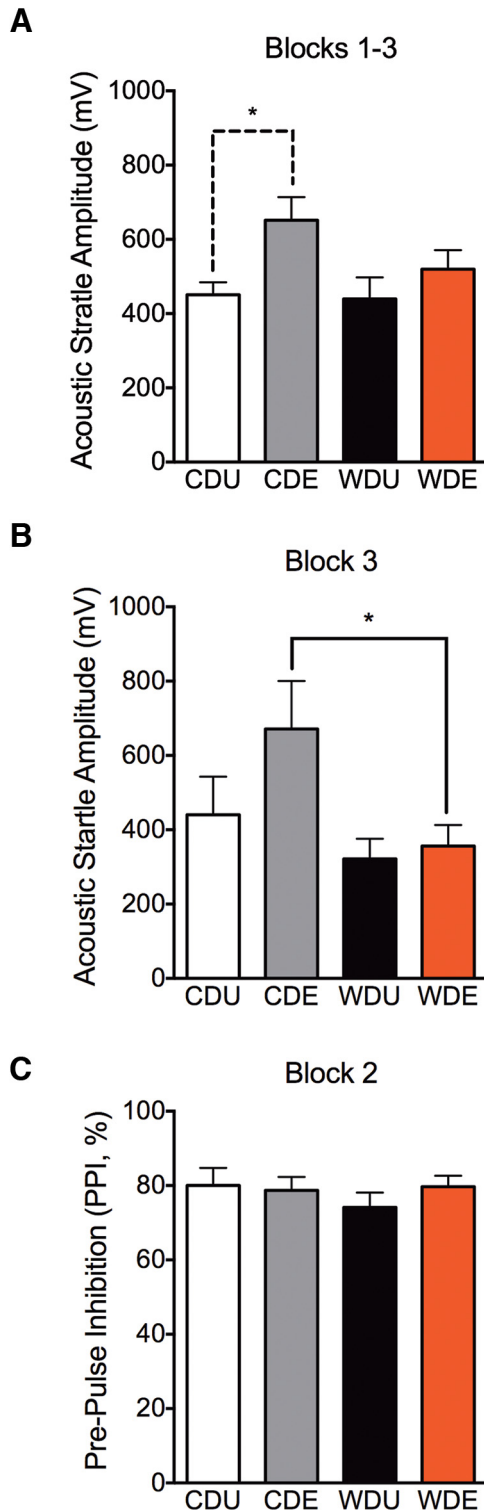 A
Blocks 1-3
Acoustic Stratle Amplitude (mV)
1000
800
600
400
200
0
*
CDU CDE WDU WDE
B
Block 3
Acoustic Startle Amplitude (mV)
1000
800
600
400
200
0
*
CDU CDE WDU WDE
C
Block 2
Pre-Pulse Inhibition (PPI, %)
100
80
60
40
20
0
CDU CDE WDU WDE